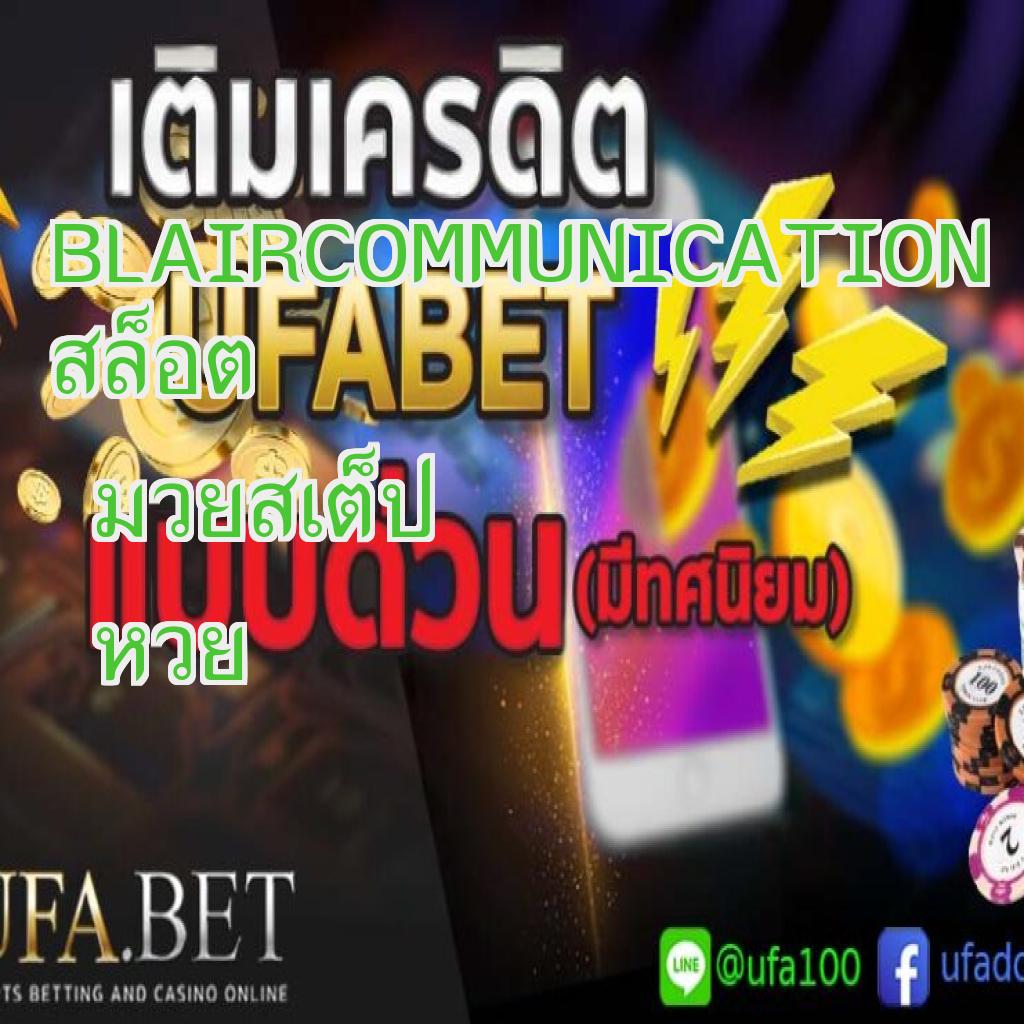 เติมเครดิต
BLAIRCOMMUNICATION
UFABET
สล็อต
มวยสเต็ป
แบบด่วน (มีทศนิยม)
หวย
100
UFA.BET
TS BETTING AND CASINO ONLINE
LINE @ufa100 f ufado